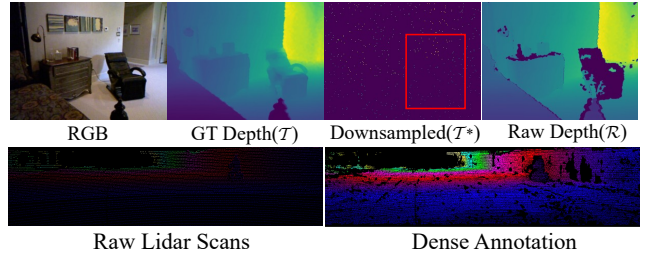 RGB
GT Depth(𝒯)
Downsampled(𝒯*)
Raw Depth(ℛ)
Raw Lidar Scans
Dense Annotation